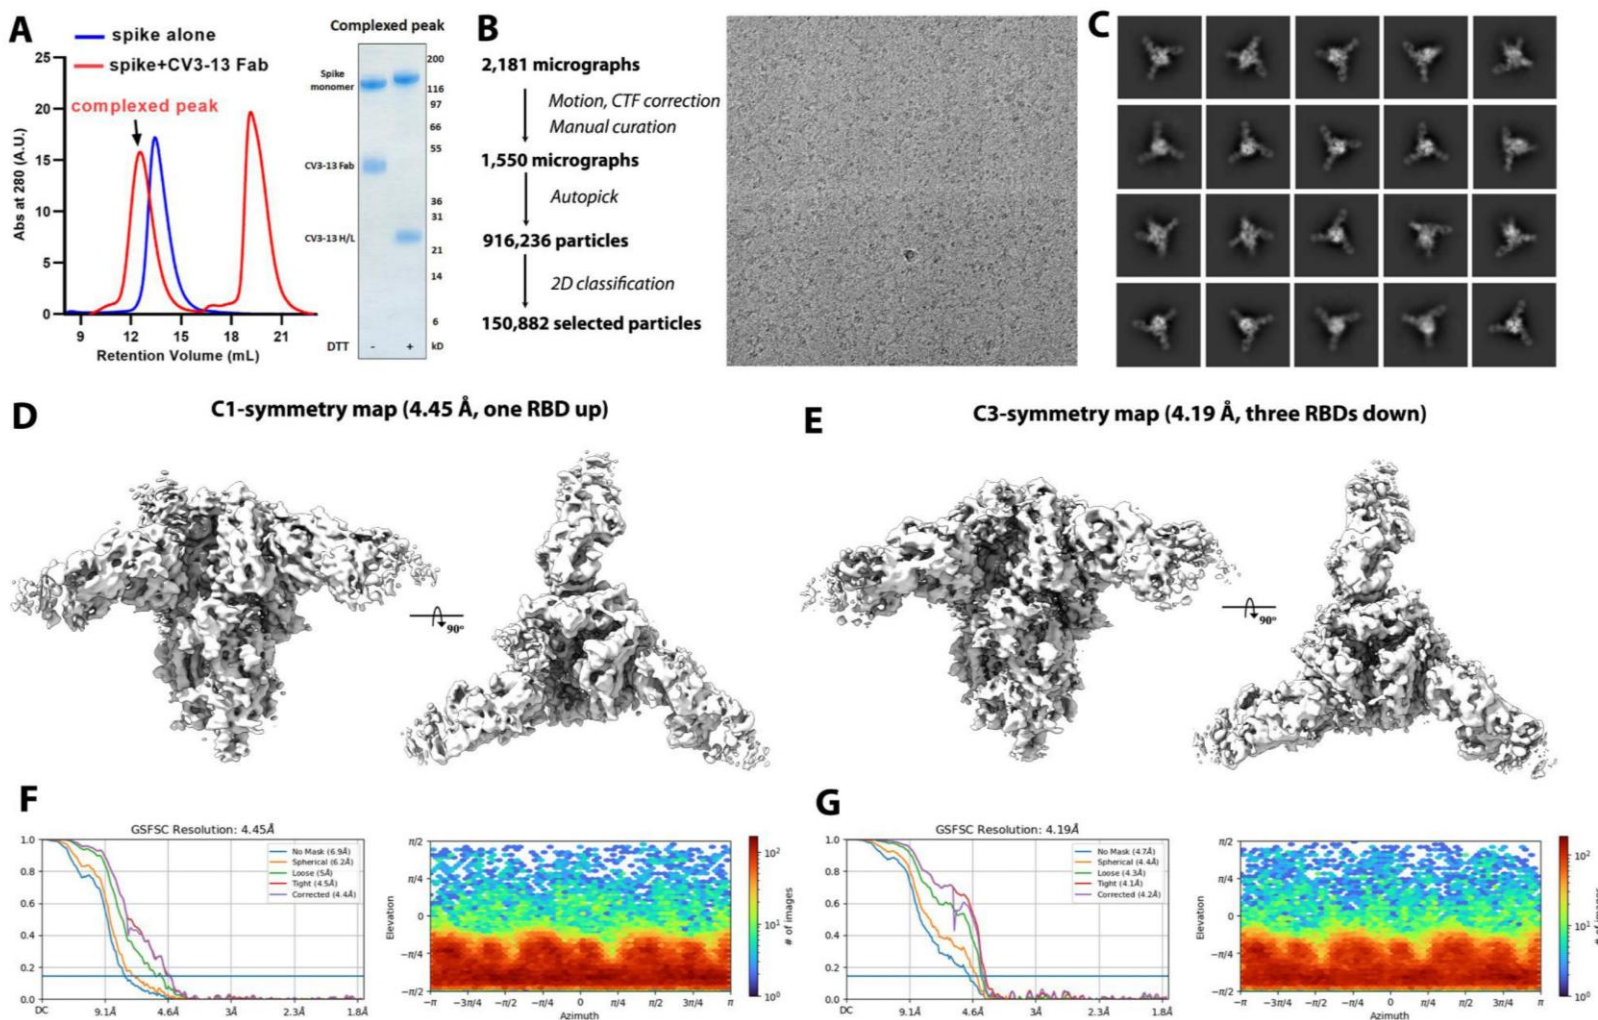 A
spike alone
spike+CV3-13 Fab
complexed peak
25
20
15
10
5
0
Abs at 280 (A.U.)
9
12
15
18
21
Retention Volume (mL)
Complexed peak
Spike
monomer
CV3-13 Fab
CV3-13 H/L
200
116
97
66
55
36
31
21
14
6
DTT - + kD
B
2,181 micrographs
Motion, CTF correction
Manual curation
1,550 micrographs
Autopick
916,236 particles
2D classification
150,882 selected particles
C
D
C1-symmetry map (4.45 Å, one RBD up)
90°
E
C3-symmetry map (4.19 Å, three RBDs down)
90°
F
GSFSC Resolution: 4.45Å
1.0
0.8
0.6
0.4
0.2
0.0
No Mask (6.9Å)
Spherical (6.2Å)
Loose (5Å)
Tight (4.5Å)
Corrected (4.4Å)
DC 9.1Å 4.6Å 3Å 2.3Å 1.8Å
π/2
π/4
0
−π/4
−π/2
Elevation
−π −3π/4 −π/2 −π/4 0 π/4 π/2 3π/4 π
Azimuth
10²
10¹
10⁰
# of images
G
GSFSC Resolution: 4.19Å
1.0
0.8
0.6
0.4
0.2
0.0
No Mask (4.7Å)
Spherical (4.4Å)
Loose (4.3Å)
Tight (4.1Å)
Corrected (4.2Å)
DC 9.1Å 4.6Å 3Å 2.3Å 1.8Å
π/2
π/4
0
−π/4
−π/2
Elevation
−π −3π/4 −π/2 −π/4 0 π/4 π/2 3π/4 π
Azimuth
10²
10¹
10⁰
# of images